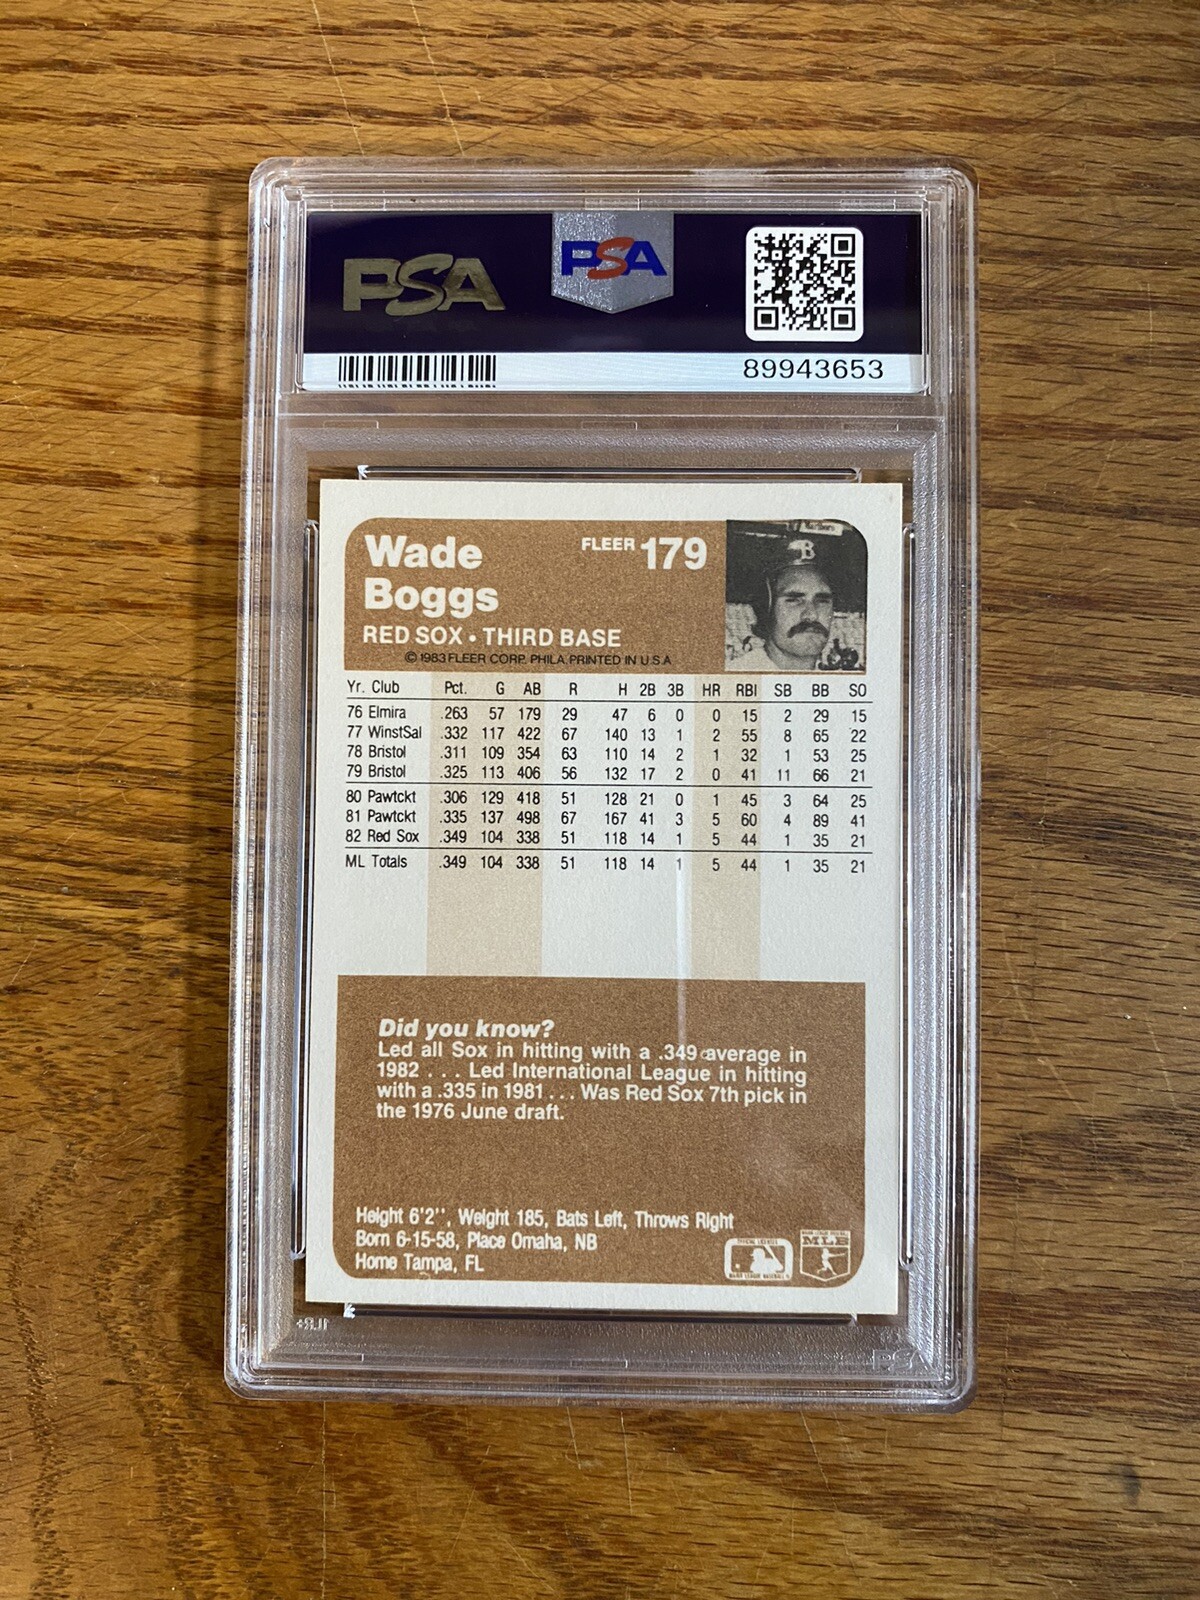 PSA
PSA
89943653
Wade
Boggs
FLEER 179
RED SOX • THIRD BASE
© 1983 FLEER CORP. PHILA. PRINTED IN U.S.A.
Marlboro
B
Yr. Club Pct. G AB R H 2B 3B HR RBI SB BB SO
76 Elmira .263 57 179 29 47 6 0 0 15 2 29 15
77 WinstSal .332 117 422 67 140 13 1 2 55 8 65 22
78 Bristol .311 109 354 63 110 14 2 1 32 1 53 25
79 Bristol .325 113 406 56 132 17 2 0 41 11 66 21
80 Pawtckt .306 129 418 51 128 21 0 1 45 3 64 25
81 Pawtckt .335 137 498 67 167 41 3 5 60 4 89 41
82 Red Sox .349 104 338 51 118 14 1 5 44 1 35 21
ML Totals .349 104 338 51 118 14 1 5 44 1 35 21
Did you know?
Led all Sox in hitting with a .349 average in
1982 . . . Led International League in hitting
with a .335 in 1981 . . . Was Red Sox 7th pick in
the 1976 June draft.
Height 6'2'', Weight 185, Bats Left, Throws Right
Born 6-15-58, Place Omaha, NB
Home Tampa, FL
PSA